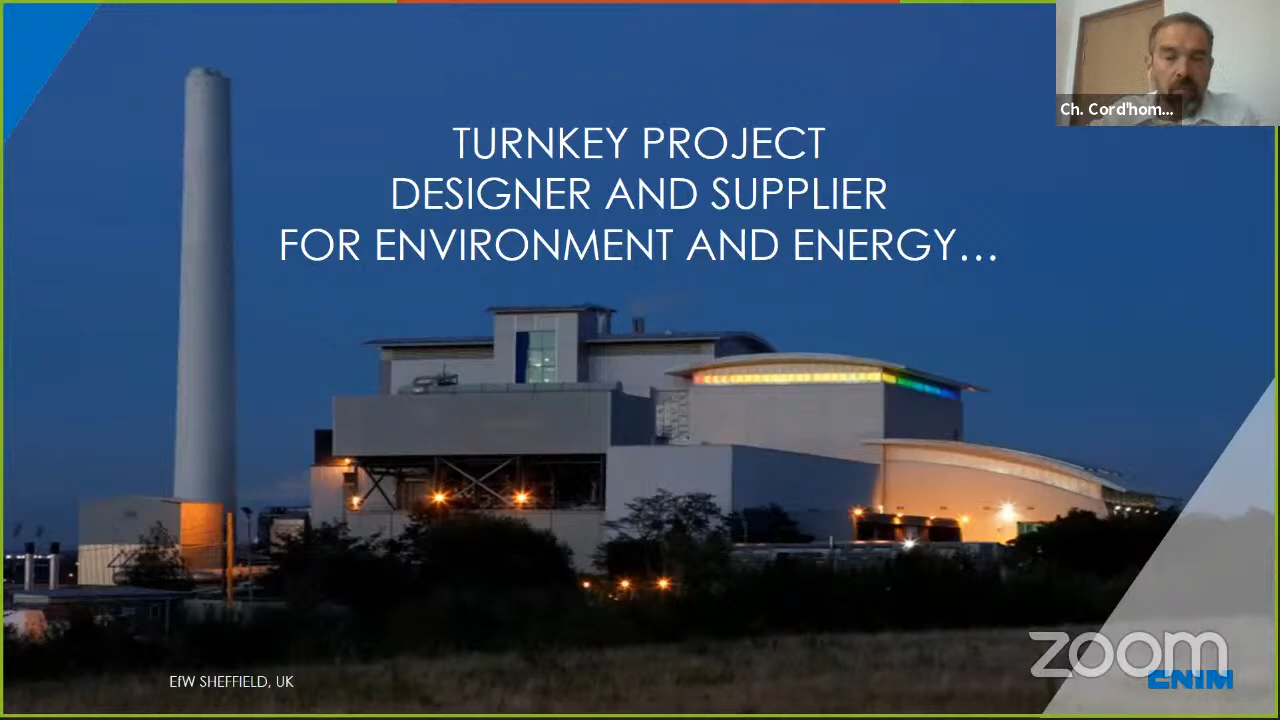 Ch. Cord'hom...
TURNKEY PROJECT
DESIGNER AND SUPPLIER
FOR ENVIRONMENT AND ENERGY...
EfW SHEFFIELD, UK
zoom
CNIM